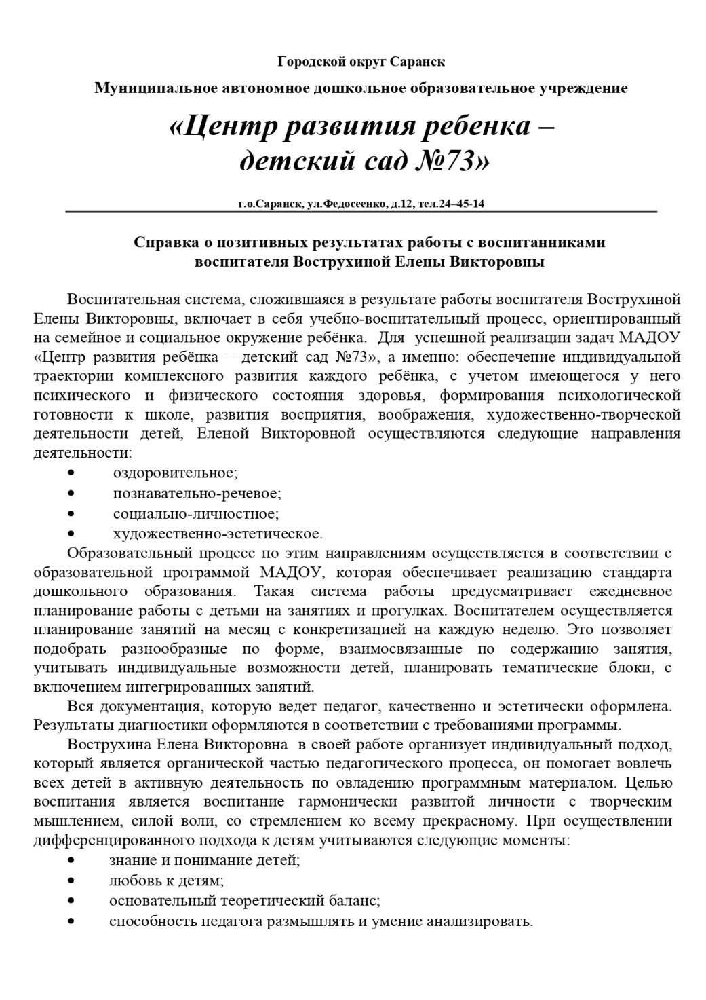 Городской округ Саранск
Муниципальное автономное дошкольное образовательное учреждение
«Центр развития ребенка –
детский сад №73»
г.о.Саранск, ул.Федосеенко, д.12, тел.24–45-14
Справка о позитивных результатах работы с воспитанниками
воспитателя Вострухиной Елены Викторовны
Воспитательная система, сложившаяся в результате работы воспитателя Вострухиной
Елены Викторовны, включает в себя учебно-воспитательный процесс, ориентированный
на семейное и социальное окружение ребёнка. Для успешной реализации задач МАДОУ
«Центр развития ребёнка – детский сад №73», а именно: обеспечение индивидуальной
траектории комплексного развития каждого ребёнка, с учетом имеющегося у него
психического и физического состояния здоровья, формирования психологической
готовности к школе, развития восприятия, воображения, художественно-творческой
деятельности детей, Еленой Викторовной осуществляются следующие направления
деятельности:
• оздоровительное;
• познавательно-речевое;
• социально-личностное;
• художественно-эстетическое.
Образовательный процесс по этим направлениям осуществляется в соответствии с
образовательной программой МАДОУ, которая обеспечивает реализацию стандарта
дошкольного образования. Такая система работы предусматривает ежедневное
планирование работы с детьми на занятиях и прогулках. Воспитателем осуществляется
планирование занятий на месяц с конкретизацией на каждую неделю. Это позволяет
подобрать разнообразные по форме, взаимосвязанные по содержанию занятия,
учитывать индивидуальные возможности детей, планировать тематические блоки, с
включением интегрированных занятий.
Вся документация, которую ведет педагог, качественно и эстетически оформлена.
Результаты диагностики оформляются в соответствии с требованиями программы.
Вострухина Елена Викторовна в своей работе организует индивидуальный подход,
который является органической частью педагогического процесса, он помогает вовлечь
всех детей в активную деятельность по овладению программным материалом. Целью
воспитания является воспитание гармонически развитой личности с творческим
мышлением, силой воли, со стремлением ко всему прекрасному. При осуществлении
дифференцированного подхода к детям учитываются следующие моменты:
• знание и понимание детей;
• любовь к детям;
• основательный теоретический баланс;
• способность педагога размышлять и умение анализировать.